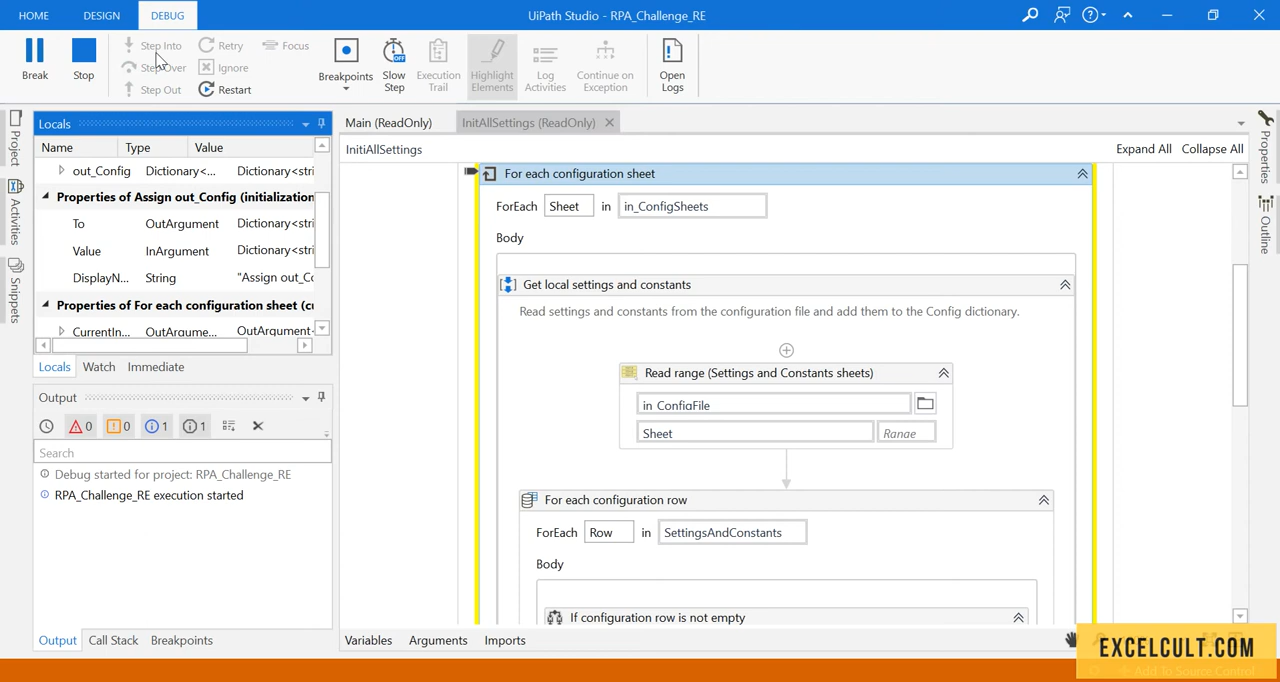 HOME DESIGN DEBUG UiPath Studio - RPA_Challenge_RE
Step Into Retry Focus
Step Over Ignore
Step Out Restart
Break Stop Breakpoints Slow Step Execution Trail Highlight Elements Log Activities Continue on Exception Open Logs
OFF
Locals
Name Type Value
out_Config Dictionary<... Dictionary<stri
Properties of Assign out_Config (initialization
To OutArgument Dictionary<stri
Value InArgument Dictionary<stri
DisplayN... String "Assign out_Co
Properties of For each configuration sheet (cu
CurrentIn... OutArgume... OutArgument<
Locals Watch Immediate
Output
0 0 1 1
Search
Debug started for project: RPA_Challenge_RE
RPA_Challenge_RE execution started
Output Call Stack Breakpoints
Project
Activities
Snippets
Main (ReadOnly) InitAllSettings (ReadOnly)
InitiAllSettings Expand All Collapse All
For each configuration sheet
ForEach Sheet in in_ConfigSheets
Body
Get local settings and constants
Read settings and constants from the configuration file and add them to the Config dictionary.
Read range (Settings and Constants sheets)
in_ConfigFile
Sheet Range
For each configuration row
ForEach Row in SettingsAndConstants
Body
If configuration row is not empty
Variables Arguments Imports
Properties
Outline
EXCELCULT.COM
Add To Source Control